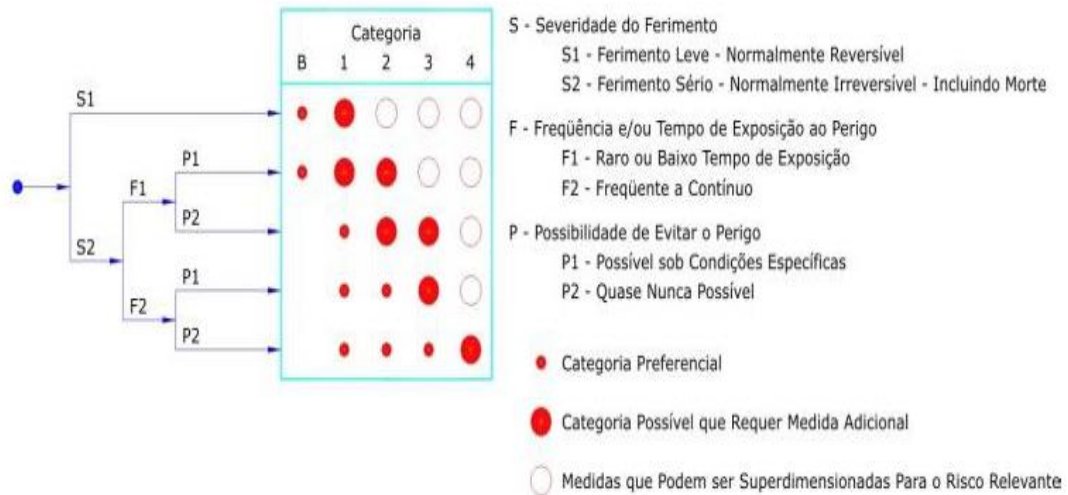 Categoria
B 1 2 3 4
S1
P1
F1
P2
S2
P1
F2
P2
S - Severidade do Ferimento
S1 - Ferimento Leve - Normalmente Reversível
S2 - Ferimento Sério - Normalmente Irreversível - Incluindo Morte
F - Freqüência e/ou Tempo de Exposição ao Perigo
F1 - Raro ou Baixo Tempo de Exposição
F2 - Freqüente a Contínuo
P - Possibilidade de Evitar o Perigo
P1 - Possível sob Condições Específicas
P2 - Quase Nunca Possível
Categoria Preferencial
Categoria Possível que Requer Medida Adicional
Medidas que Podem ser Superdimensionadas Para o Risco Relevante